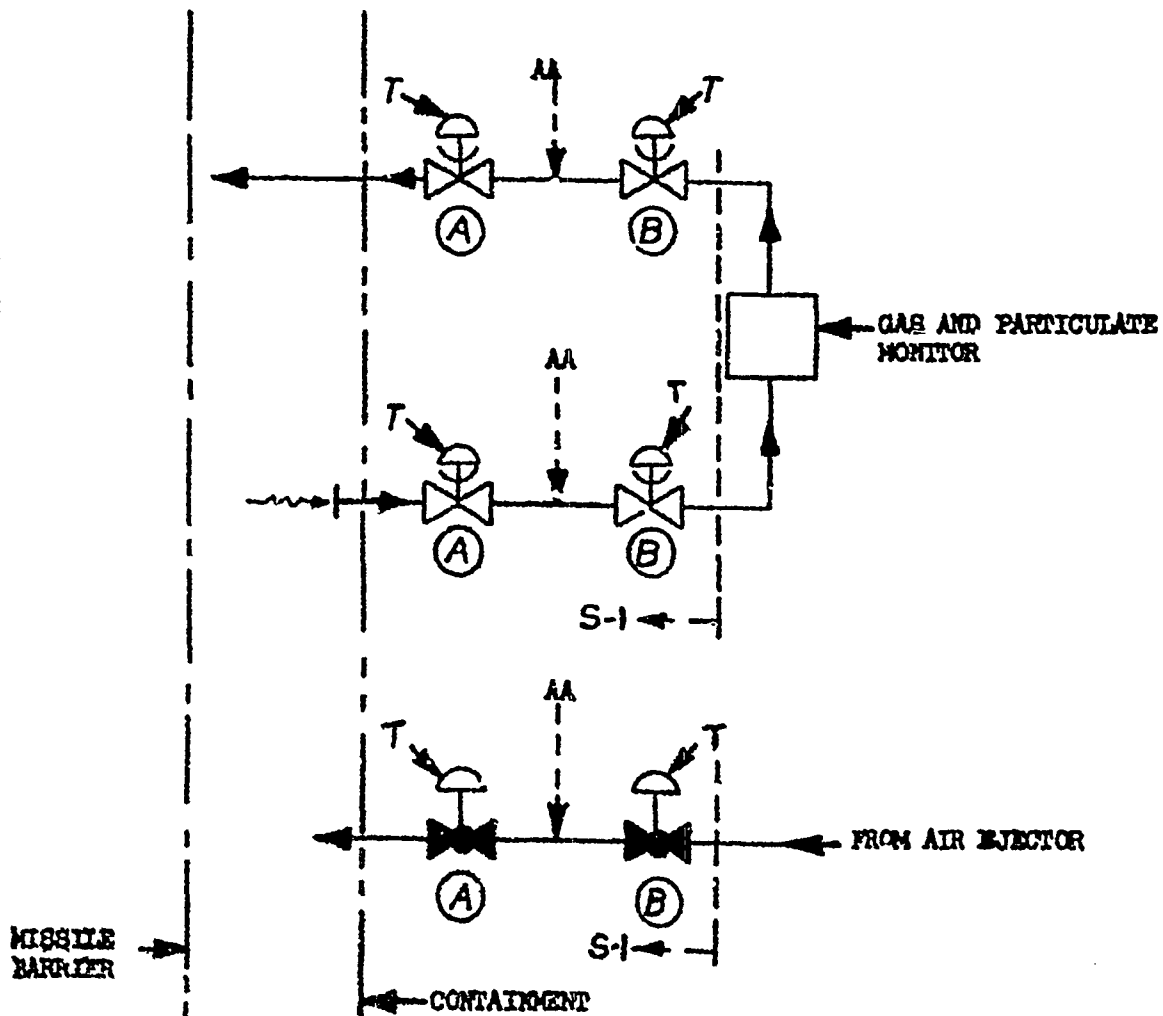 AA
T
T
A
B
GAS AND PARTICULATE
MONITOR
AA
T
T
A
B
S-1
AA
T
T
FROM AIR EJECTOR
A
B
MISSILE
BARRIER
S-1
CONTAINMENT